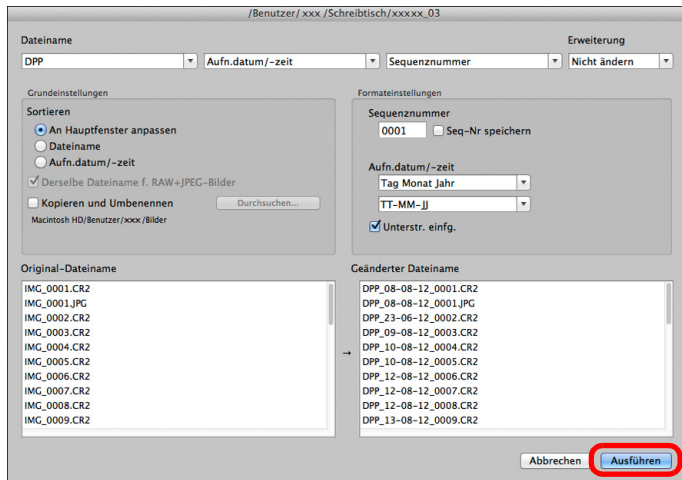 /Benutzer/ xxx /Schreibtisch/xxxxx_03
Dateiname
Erweiterung
DPP
Aufn.datum/-zeit
Sequenznummer
Nicht ändern
Grundeinstellungen
Sortieren
An Hauptfenster anpassen
Dateiname
Aufn.datum/-zeit
Derselbe Dateiname f. RAW+JPEG-Bilder
Kopieren und Umbenennen
Durchsuchen...
Macintosh HD/Benutzer/xxx /Bilder
Formateinstellungen
Sequenznummer
0001
Seq-Nr speichern
Aufn.datum/-zeit
Tag Monat Jahr
TT-MM-JJ
Unterstr. einfg.
Original-Dateiname
IMG_0001.CR2
IMG_0001.JPG
IMG_0002.CR2
IMG_0003.CR2
IMG_0004.CR2
IMG_0005.CR2
IMG_0006.CR2
IMG_0007.CR2
IMG_0008.CR2
IMG_0009.CR2
→
Geänderter Dateiname
DPP_08-08-12_0001.CR2
DPP_08-08-12_0001.JPG
DPP_23-06-12_0002.CR2
DPP_09-08-12_0003.CR2
DPP_10-08-12_0004.CR2
DPP_10-08-12_0005.CR2
DPP_12-08-12_0006.CR2
DPP_12-08-12_0007.CR2
DPP_12-08-12_0008.CR2
DPP_13-08-12_0009.CR2
Abbrechen
Ausführen